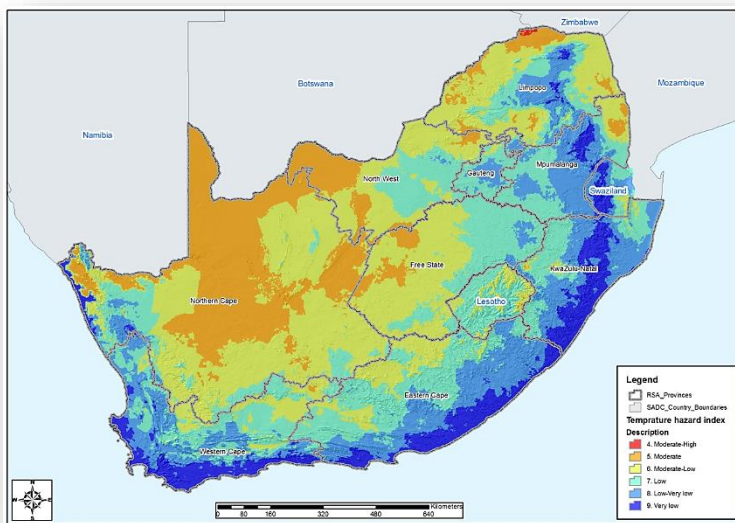 Zimbabwe
Botswana
Mozambique
Namibia
Limpopo
North West
Gauteng
Mpumalanga
Swaziland
Free State
KwaZulu-Natal
Northern Cape
Lesotho
Eastern Cape
Western Cape
Legend
RSA_Provinces
SADC_Country_Boundaries
Temprature hazard index
Description
4. Moderate-High
5. Moderate
6. Moderate-Low
7. Low
8. Low-Very low
9. Very low
N
W E
S
Kilometers
0 80 160 320 480 640